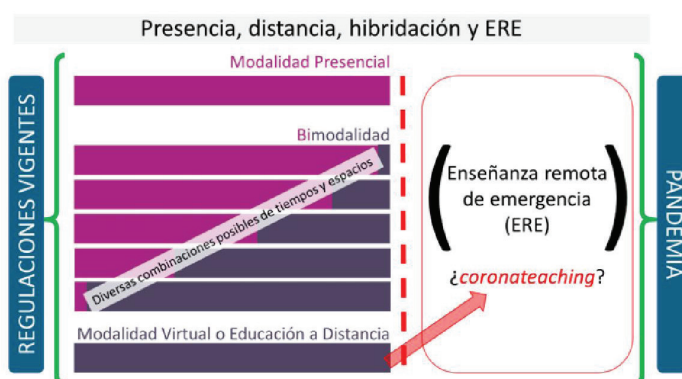 Presencia, distancia, hibridación y ERE
REGULACIONES VIGENTES
Modalidad Presencial
Bimodalidad
Diversas combinaciones posibles de tiempos y espacios
Modalidad Virtual o Educación a Distancia
Enseñanza remota
de emergencia
(ERE)
¿coronateaching?
PANDEMIA